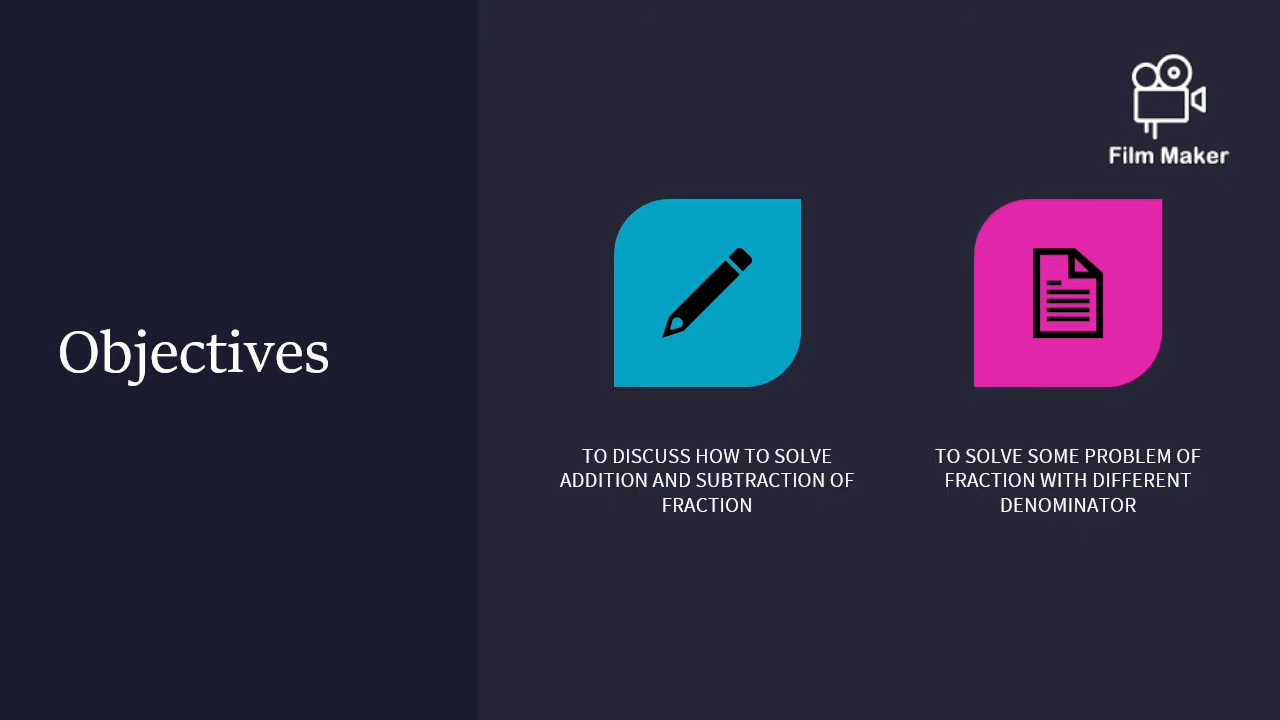 Film Maker
Objectives
TO DISCUSS HOW TO SOLVE
ADDITION AND SUBTRACTION OF
FRACTION
TO SOLVE SOME PROBLEM OF
FRACTION WITH DIFFERENT
DENOMINATOR